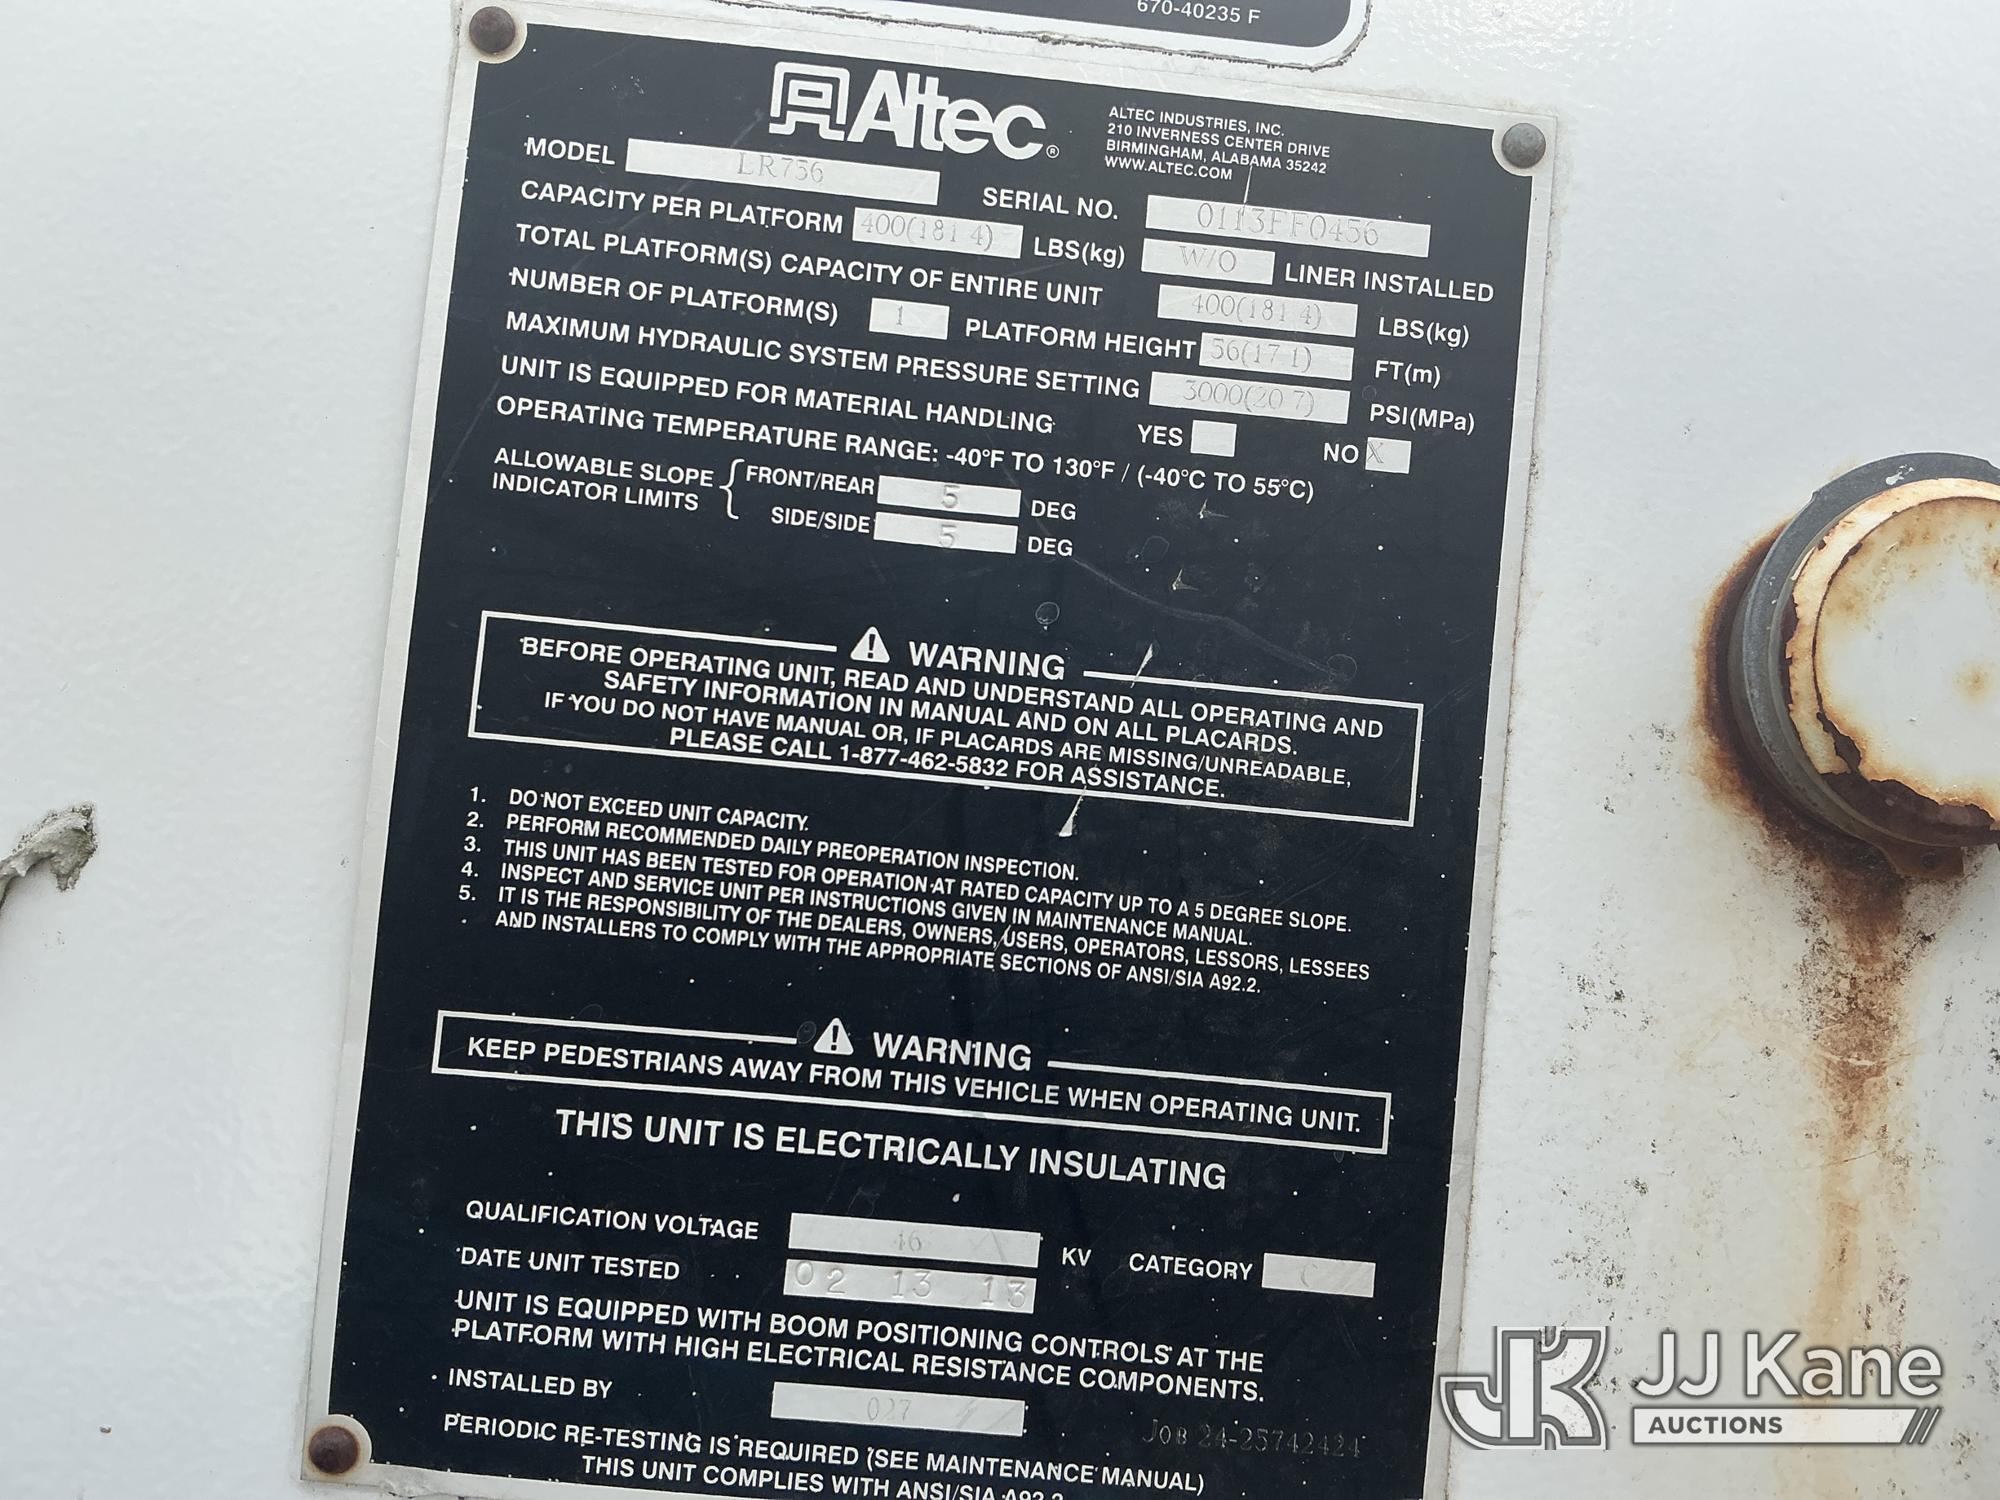 670-40235 F
Altec®
ALTEC INDUSTRIES, INC.
210 INVERNESS CENTER DRIVE
BIRMINGHAM, ALABAMA 35242
WWW.ALTEC.COM
MODEL LR756
SERIAL NO. 0113FF0456
CAPACITY PER PLATFORM 400(181 4) LBS(kg) W/O LINER INSTALLED
TOTAL PLATFORM(S) CAPACITY OF ENTIRE UNIT 400(181 4) LBS(kg)
NUMBER OF PLATFORM(S) 1 PLATFORM HEIGHT 56(17 1) FT(m)
MAXIMUM HYDRAULIC SYSTEM PRESSURE SETTING 3000(20 7) PSI(MPa)
UNIT IS EQUIPPED FOR MATERIAL HANDLING YES NO X
OPERATING TEMPERATURE RANGE: -40°F TO 130°F / (-40°C TO 55°C)
ALLOWABLE SLOPE INDICATOR LIMITS { FRONT/REAR 5 DEG
SIDE/SIDE 5 DEG
WARNING
BEFORE OPERATING UNIT, READ AND UNDERSTAND ALL OPERATING AND
SAFETY INFORMATION IN MANUAL AND ON ALL PLACARDS.
IF YOU DO NOT HAVE MANUAL OR, IF PLACARDS ARE MISSING/UNREADABLE,
PLEASE CALL 1-877-462-5832 FOR ASSISTANCE.
1. DO NOT EXCEED UNIT CAPACITY.
2. PERFORM RECOMMENDED DAILY PREOPERATION INSPECTION.
3. THIS UNIT HAS BEEN TESTED FOR OPERATION AT RATED CAPACITY UP TO A 5 DEGREE SLOPE.
4. INSPECT AND SERVICE UNIT PER INSTRUCTIONS GIVEN IN MAINTENANCE MANUAL.
5. IT IS THE RESPONSIBILITY OF THE DEALERS, OWNERS, USERS, OPERATORS, LESSORS, LESSEES
AND INSTALLERS TO COMPLY WITH THE APPROPRIATE SECTIONS OF ANSI/SIA A92.2.
WARNING
KEEP PEDESTRIANS AWAY FROM THIS VEHICLE WHEN OPERATING UNIT.
THIS UNIT IS ELECTRICALLY INSULATING
QUALIFICATION VOLTAGE 46 KV CATEGORY C
DATE UNIT TESTED 02 13 13
UNIT IS EQUIPPED WITH BOOM POSITIONING CONTROLS AT THE
PLATFORM WITH HIGH ELECTRICAL RESISTANCE COMPONENTS.
INSTALLED BY 027
JOB 24-25742424
PERIODIC RE-TESTING IS REQUIRED (SEE MAINTENANCE MANUAL)
THIS UNIT COMPLIES WITH ANSI/SIA A92.2
JK JJ Kane
AUCTIONS